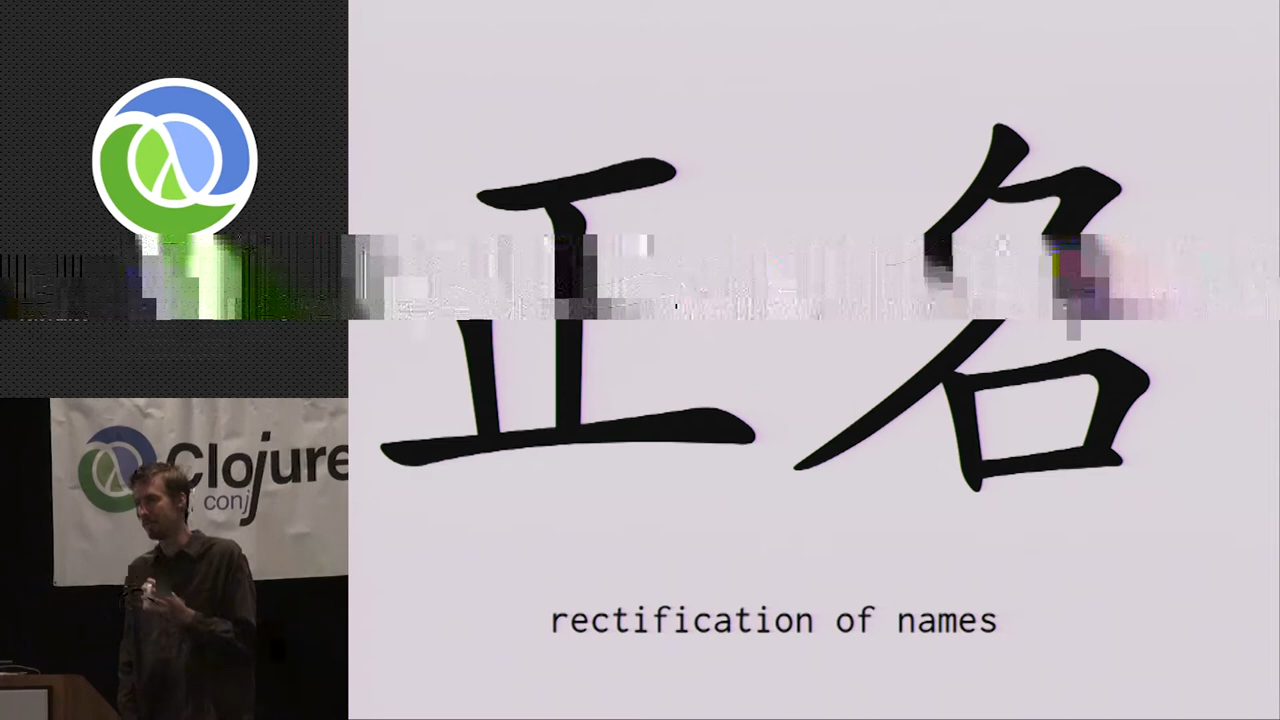 正名
rectification of names
Clojure
conj